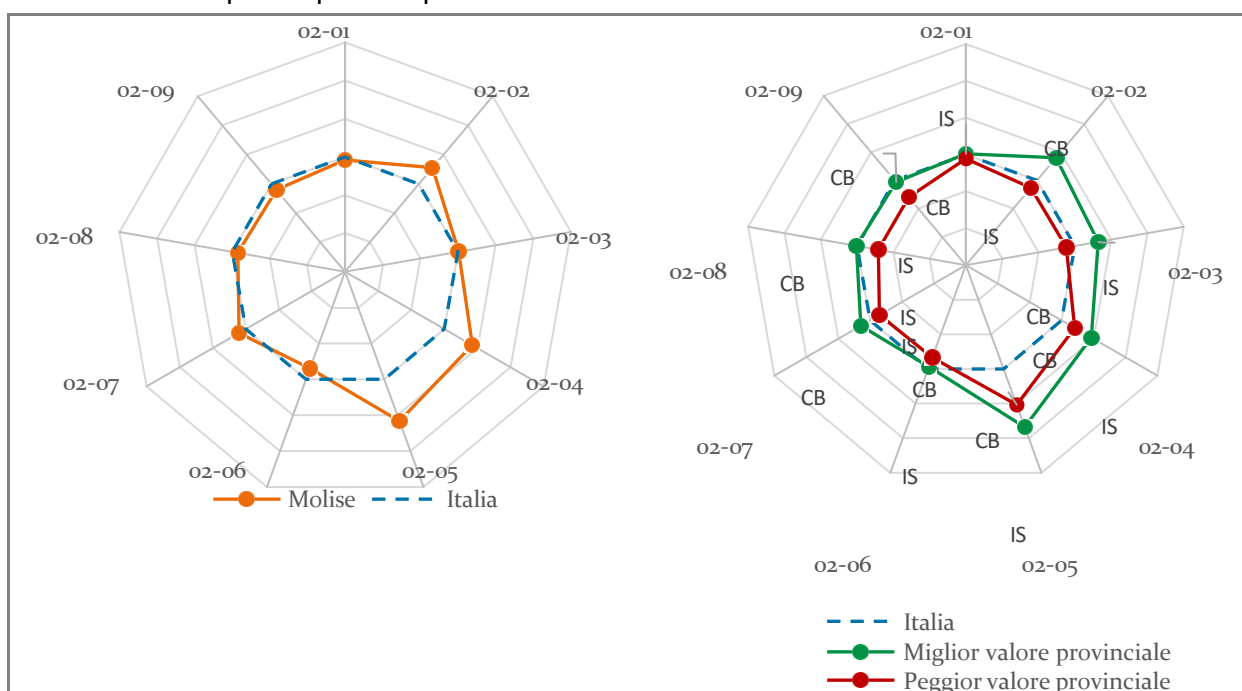 02-01
02-02
02-03
02-04
02-05
02-06
02-07
02-08
02-09
Molise
Italia
02-01
02-02
02-03
02-04
02-05
02-06
02-07
02-08
02-09
IS
CB
CB
CB
IS
CB
IS
IS
CB
IS
CB
IS
CB
CB
IS
CB
IS
IS
Italia
Miglior valore provinciale
Peggior valore provinciale